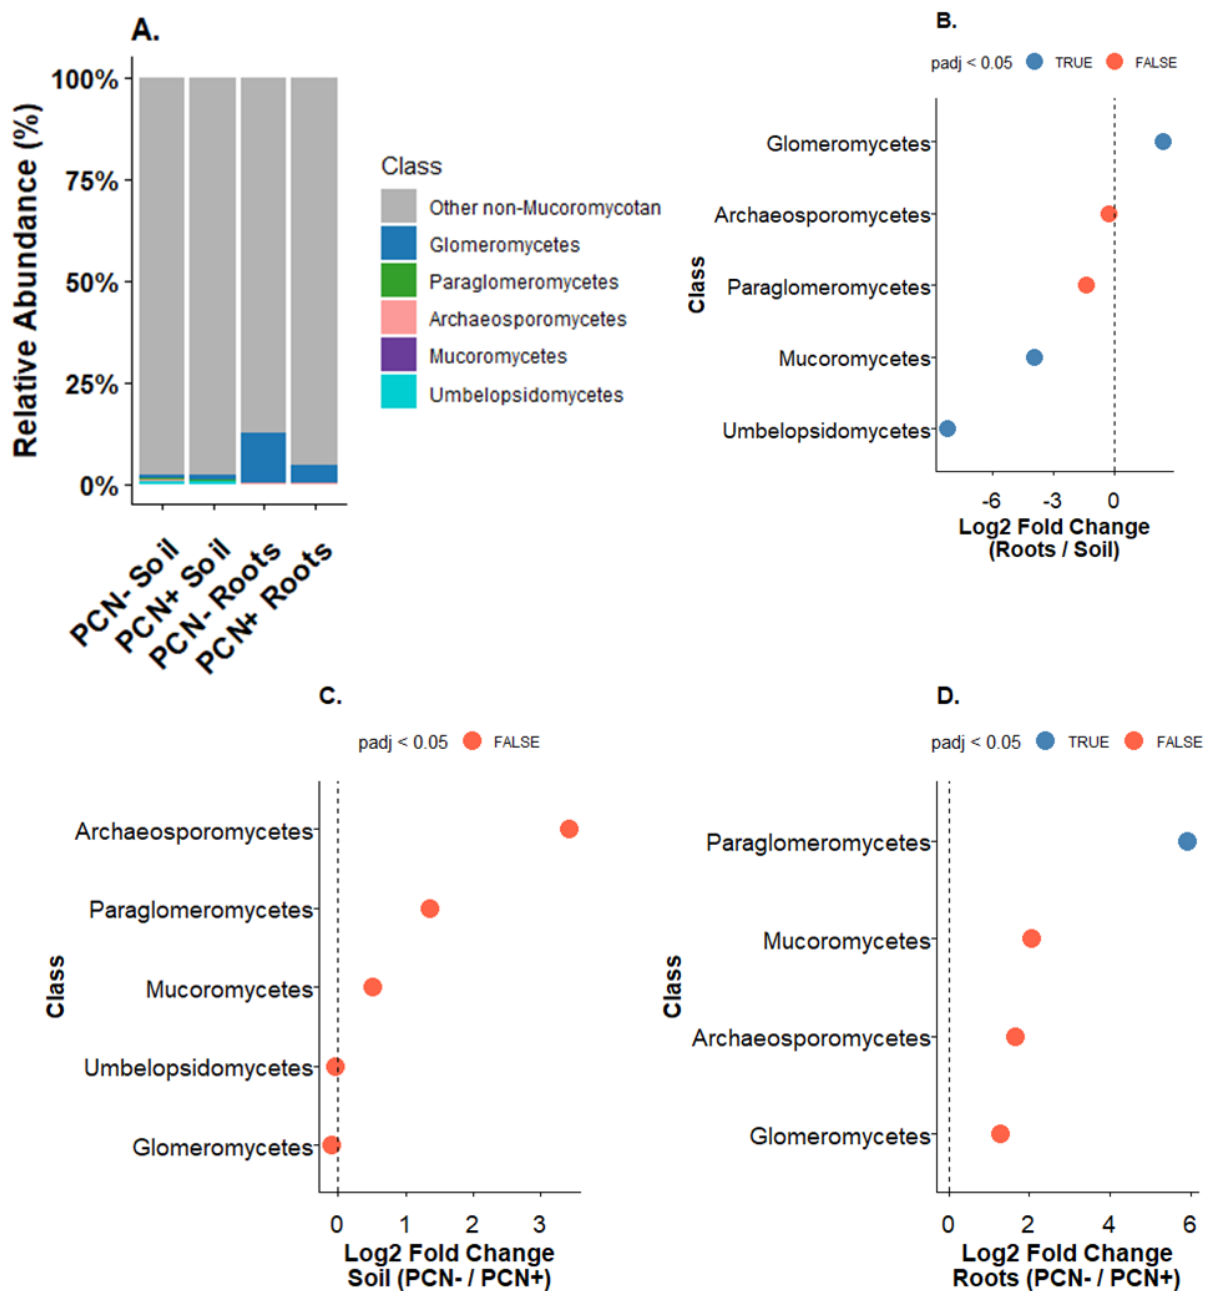 A.
Relative Abundance (%)
100%
75%
50%
25%
0%
PCN- Soil
PCN+ Soil
PCN- Roots
PCN+ Roots
Class
Other non-Mucoromycotan
Glomeromycetes
Paraglomeromycetes
Archaeosporomycetes
Mucoromycetes
Umbelopsidomycetes
B.
padj < 0.05 TRUE FALSE
Class
Glomeromycetes
Archaeosporomycetes
Paraglomeromycetes
Mucoromycetes
Umbelopsidomycetes
-6 -3 0
Log2 Fold Change
(Roots / Soil)
C.
padj < 0.05 FALSE
Class
Archaeosporomycetes
Paraglomeromycetes
Mucoromycetes
Umbelopsidomycetes
Glomeromycetes
0 1 2 3
Log2 Fold Change
Soil (PCN- / PCN+)
D.
padj < 0.05 TRUE FALSE
Class
Paraglomeromycetes
Mucoromycetes
Archaeosporomycetes
Glomeromycetes
0 2 4 6
Log2 Fold Change
Roots (PCN- / PCN+)